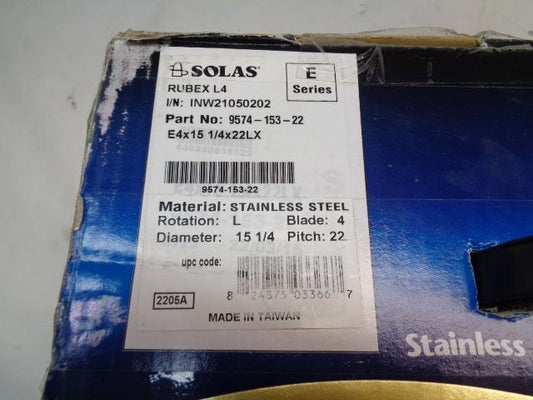 SOLAS
E
Series
RUBEX L4
I/N: INW21050202
Part No: 9574-153-22
E4x15 1/4x22LX
9574-153-22
Material: STAINLESS STEEL
Rotation: L Blade: 4
Diameter: 15 1/4 Pitch: 22
upc code:
8 24375 03366 7
2205A
MADE IN TAIWAN
Stainless